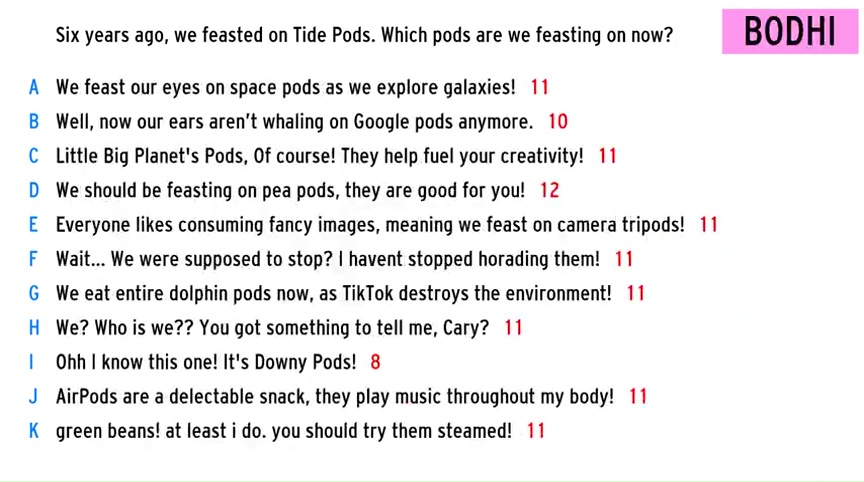 Six years ago, we feasted on Tide Pods. Which pods are we feasting on now?
BODHI
A We feast our eyes on space pods as we explore galaxies! 11
B Well, now our ears aren't whaling on Google pods anymore. 10
C Little Big Planet's Pods, Of course! They help fuel your creativity! 11
D We should be feasting on pea pods, they are good for you! 12
E Everyone likes consuming fancy images, meaning we feast on camera tripods! 11
F Wait... We were supposed to stop? I havent stopped horading them! 11
G We eat entire dolphin pods now, as TikTok destroys the environment! 11
H We? Who is we?? You got something to tell me, Cary? 11
I Ohh I know this one! It's Downy Pods! 8
J AirPods are a delectable snack, they play music throughout my body! 11
K green beans! at least i do. you should try them steamed! 11